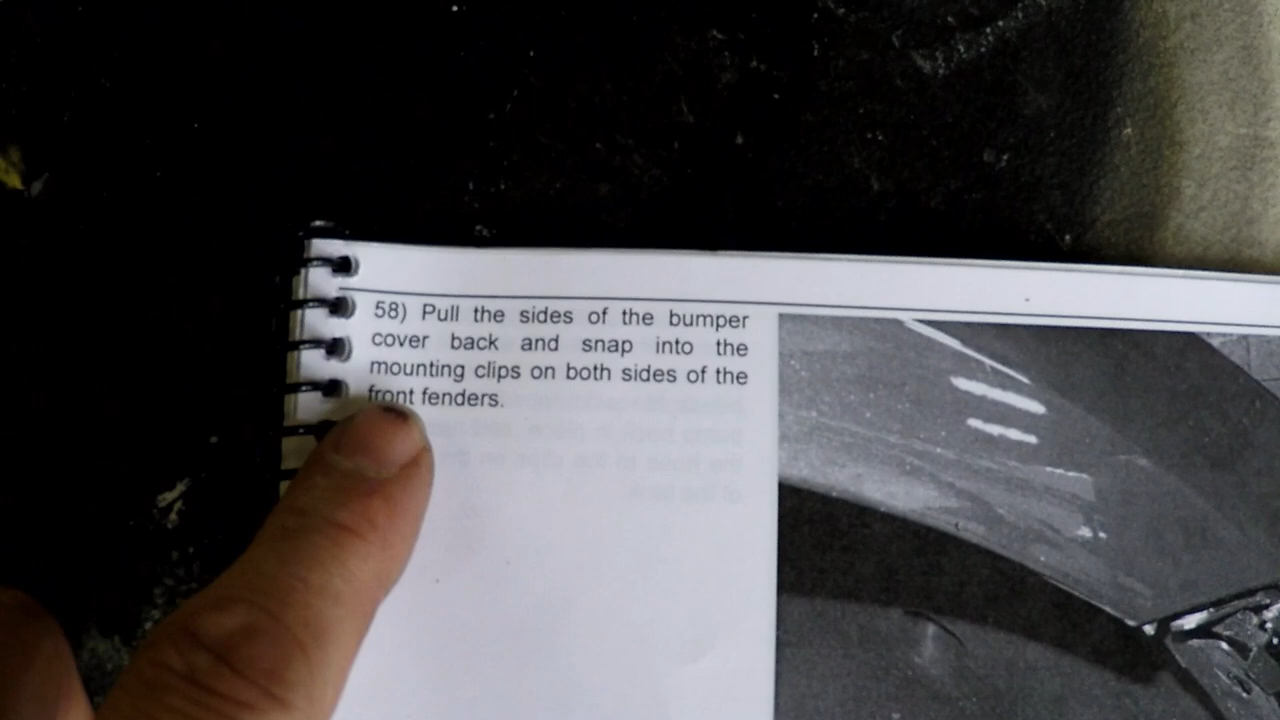 58) Pull the sides of the bumper
cover back and snap into the
mounting clips on both sides of the
front fenders.